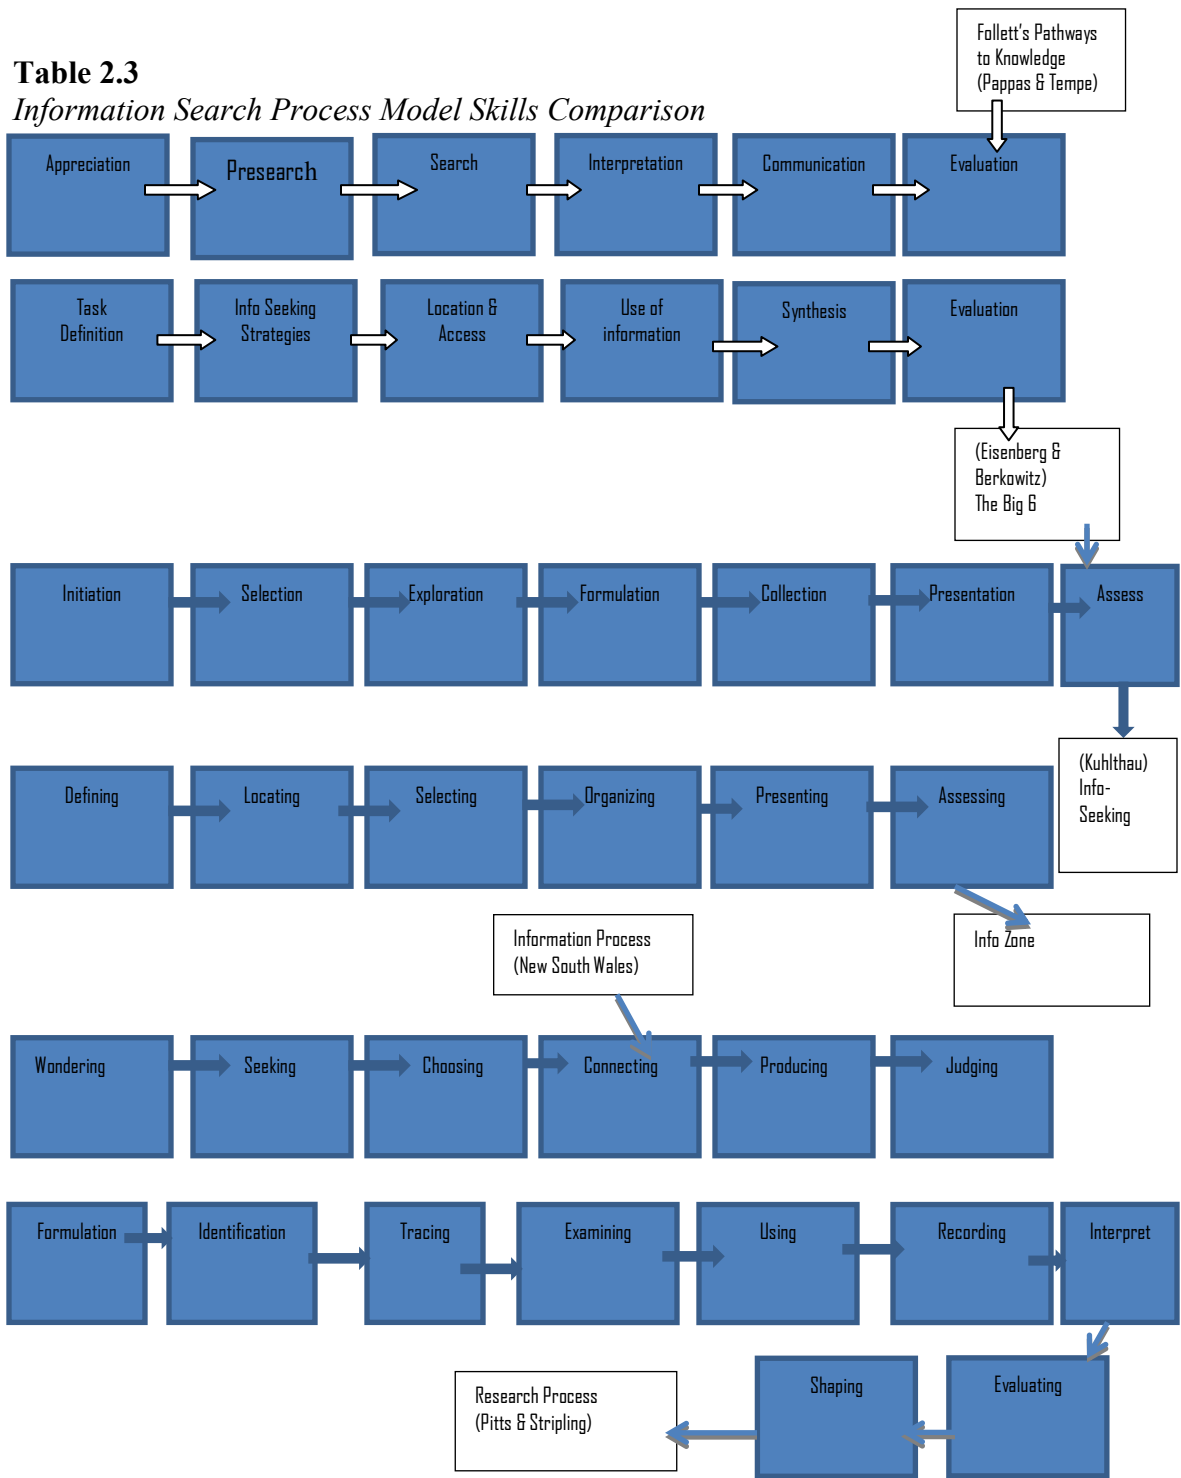 Follett's Pathways
to Knowledge
(Pappas & Tempe)
Table 2.3
Information Search Process Model Skills Comparison
Appreciation
Presearch
Search
Interpretation
Communication
Evaluation
Task
Definition
Info Seeking
Strategies
Location &
Access
Use of
information
Synthesis
Evaluation
(Eisenberg &
Berkowitz)
The Big 6
Initiation
Selection
Exploration
Formulation
Collection
Presentation
Assess
(Kuhlthau)
Info-
Seeking
Defining
Locating
Selecting
Organizing
Presenting
Assessing
Info Zone
Information Process
(New South Wales)
Wondering
Seeking
Choosing
Connecting
Producing
Judging
Formulation
Identification
Tracing
Examining
Using
Recording
Interpret
Evaluating
Shaping
Research Process
(Pitts & Stripling)